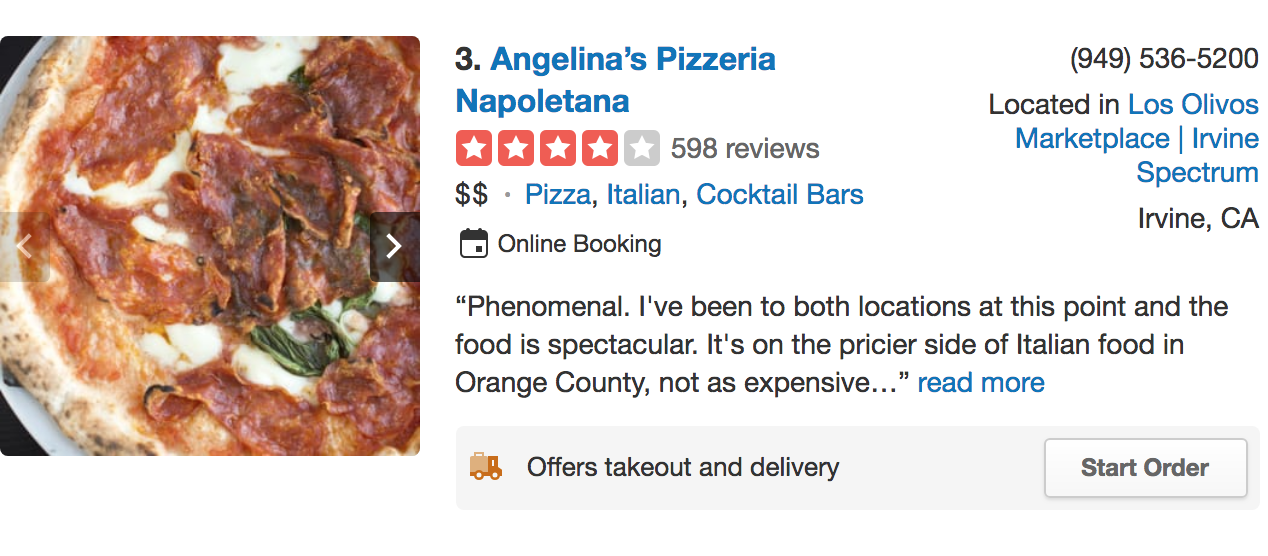 3. Angelina’s Pizzeria
Napoletana
598 reviews
$$ · Pizza, Italian, Cocktail Bars
Online Booking
(949) 536-5200
Located in Los Olivos
Marketplace | Irvine
Spectrum
Irvine, CA
“Phenomenal. I've been to both locations at this point and the
food is spectacular. It's on the pricier side of Italian food in
Orange County, not as expensive…” read more
Offers takeout and delivery
Start Order